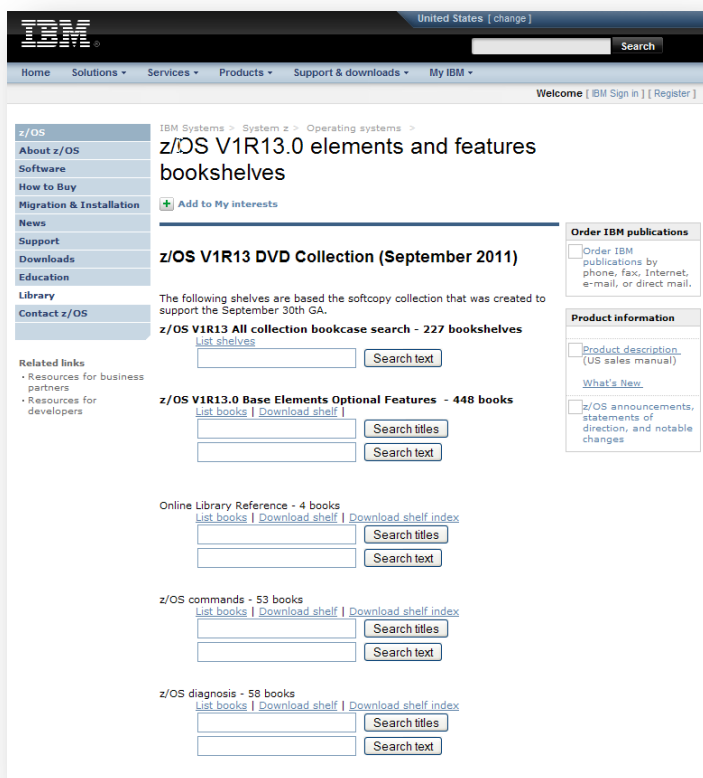 IBM®
United States [ change ]
Search
Home Solutions Services Products Support & downloads My IBM
Welcome [ IBM Sign in ] [ Register ]
z/OS
About z/OS
Software
How to Buy
Migration & Installation
News
Support
Downloads
Education
Library
Contact z/OS
Related links
· Resources for business
partners
· Resources for
developers
IBM Systems > System z > Operating systems >
z/OS V1R13.0 elements and features
bookshelves
Add to My interests
z/OS V1R13 DVD Collection (September 2011)
The following shelves are based the softcopy collection that was created to
support the September 30th GA.
z/OS V1R13 All collection bookcase search - 227 bookshelves
List shelves
Search text
z/OS V1R13.0 Base Elements Optional Features - 448 books
List books | Download shelf |
Search titles
Search text
Online Library Reference - 4 books
List books | Download shelf | Download shelf index
Search titles
Search text
z/OS commands - 53 books
List books | Download shelf | Download shelf index
Search titles
Search text
z/OS diagnosis - 58 books
List books | Download shelf | Download shelf index
Search titles
Search text
Order IBM publications
Order IBM
publications by
phone, fax, Internet,
e-mail, or direct mail.
Product information
Product description
(US sales manual)
What's New
z/OS announcements,
statements of
direction, and notable
changes